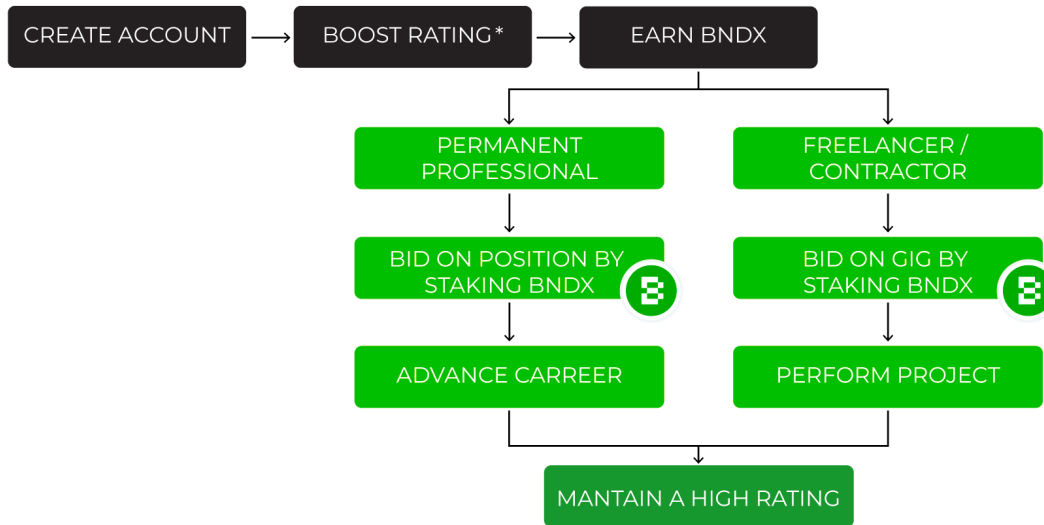 CREATE ACCOUNT
BOOST RATING*
EARN BNDX
PERMANENT
PROFESSIONAL
FREELANCER /
CONTRACTOR
BID ON POSITION BY
STAKING BNDX
BID ON GIG BY
STAKING BNDX
ADVANCE CARREER
PERFORM PROJECT
MANTAIN A HIGH RATING